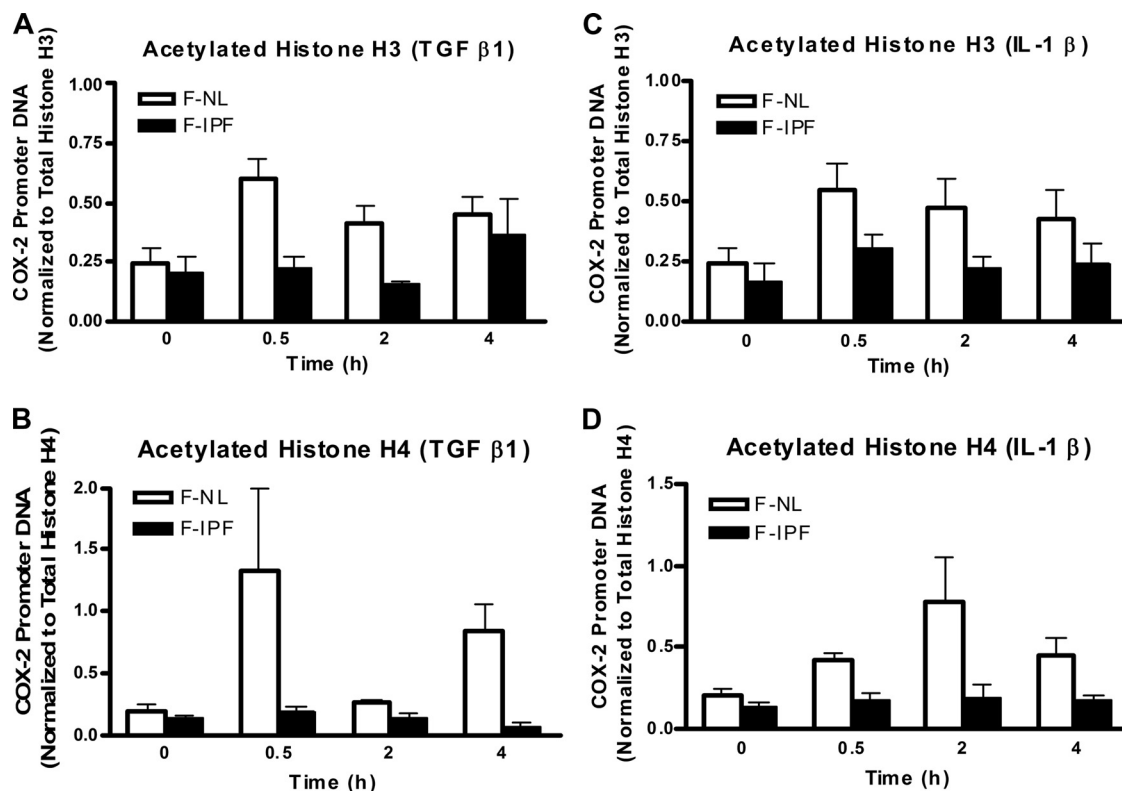 A
Acetylated Histone H3 (TGF β1)
COX-2 Promoter DNA
(Normalized to Total Histone H3)
1.00
0.75
0.50
0.25
0.00
F-NL
F-IPF
0 0.5 2 4
Time (h)
C
Acetylated Histone H3 (IL-1 β)
COX-2 Promoter DNA
(Normalized to Total Histone H3)
1.00
0.75
0.50
0.25
0.00
F-NL
F-IPF
0 0.5 2 4
Time (h)
B
Acetylated Histone H4 (TGF β1)
COX-2 Promoter DNA
(Normalized to Total Histone H4)
2.0
1.5
1.0
0.5
0.0
F-NL
F-IPF
0 0.5 2 4
Time (h)
D
Acetylated Histone H4 (IL-1 β)
COX-2 Promoter DNA
(Normalized to Total Histone H4)
1.5
1.0
0.5
0.0
F-NL
F-IPF
0 0.5 2 4
Time (h)